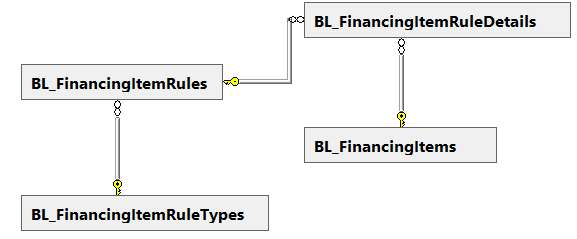 BL_FinancingItemRuleDetails
BL_FinancingItemRules
BL_FinancingItems
BL_FinancingItemRuleTypes